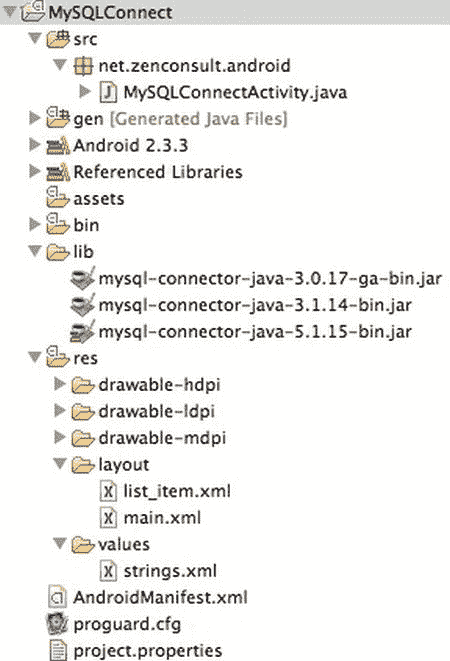 MySQLConnect
src
net.zenconsult.android
MySQLConnectActivity.java
gen [Generated Java Files]
Android 2.3.3
Referenced Libraries
assets
bin
lib
mysql-connector-java-3.0.17-ga-bin.jar
mysql-connector-java-3.1.14-bin.jar
mysql-connector-java-5.1.15-bin.jar
res
drawable-hdpi
drawable-ldpi
drawable-mdpi
layout
list_item.xml
main.xml
values
strings.xml
AndroidManifest.xml
proguard.cfg
project.properties